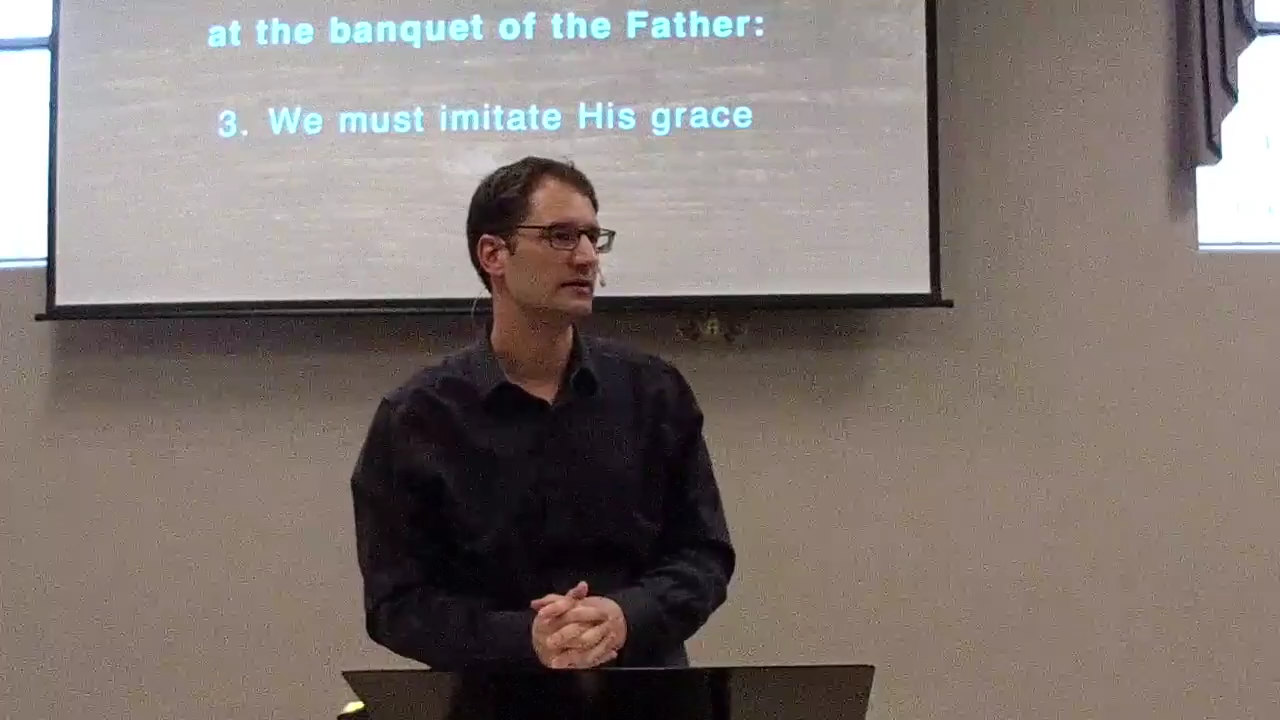 at the banquet of the Father:
3. We must imitate His grace